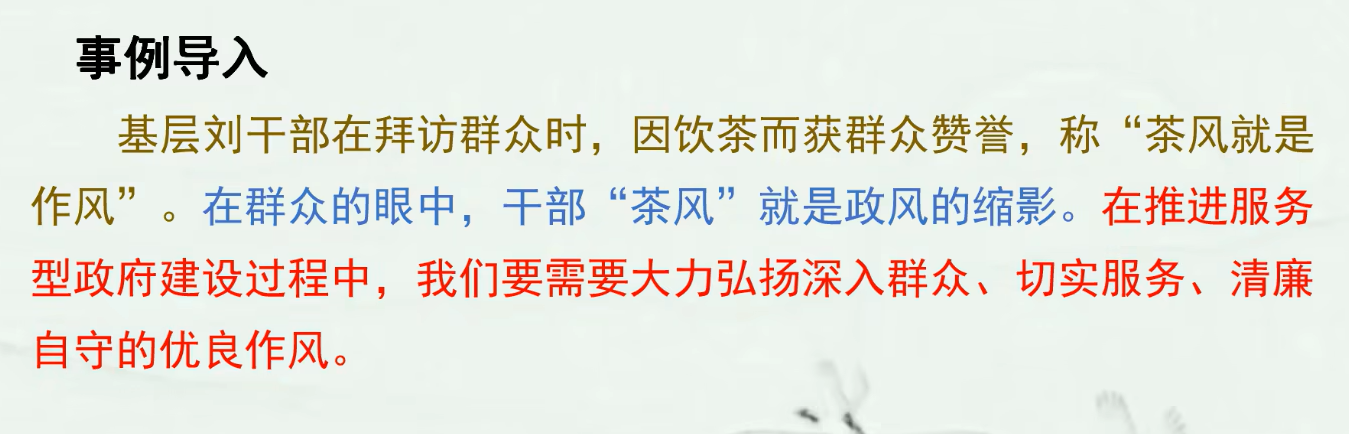 事例导入
基层刘干部在拜访群众时，因饮茶而获群众赞誉，称“茶风就是
作风”。在群众的眼中，干部“茶风”就是政风的缩影。在推进服务
型政府建设过程中，我们要需要大力弘扬深入群众、切实服务、清廉
自守的优良作风。